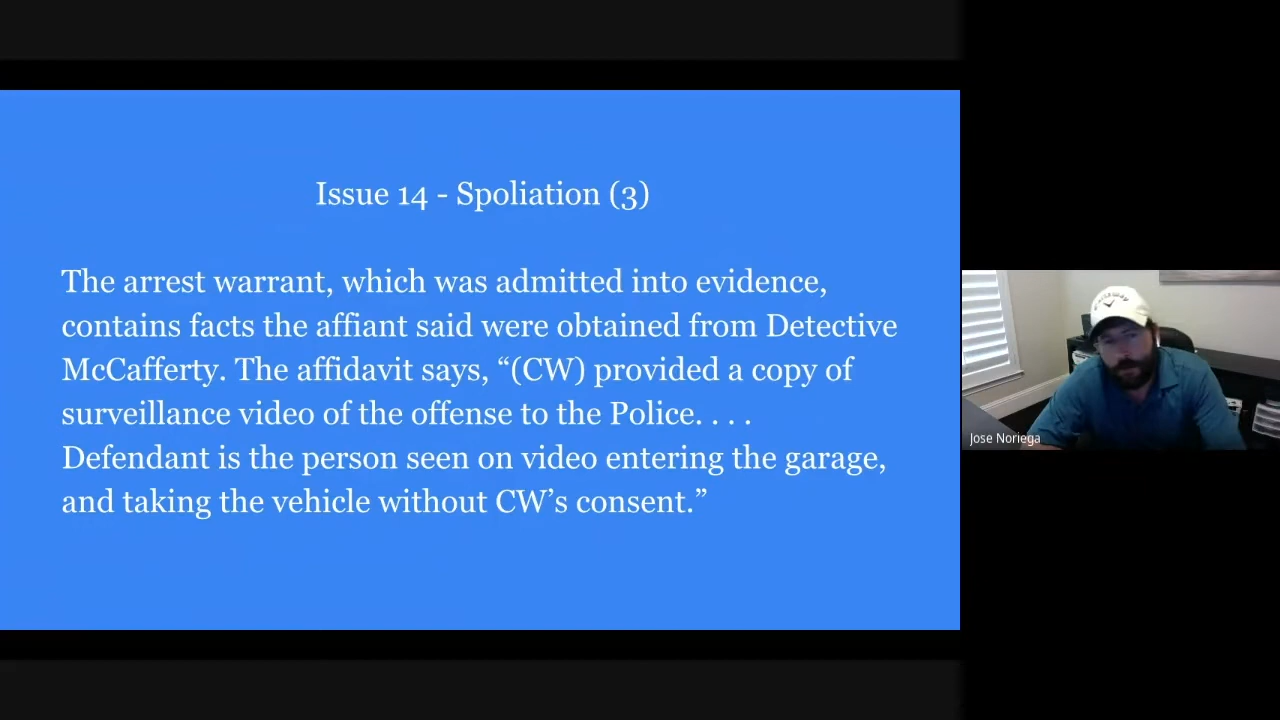 Issue 14 - Spoliation (3)
The arrest warrant, which was admitted into evidence,
contains facts the affiant said were obtained from Detective
McCafferty. The affidavit says, “(CW) provided a copy of
surveillance video of the offense to the Police. . . .
Defendant is the person seen on video entering the garage,
and taking the vehicle without CW’s consent.”
Callaway
Jose Noriega